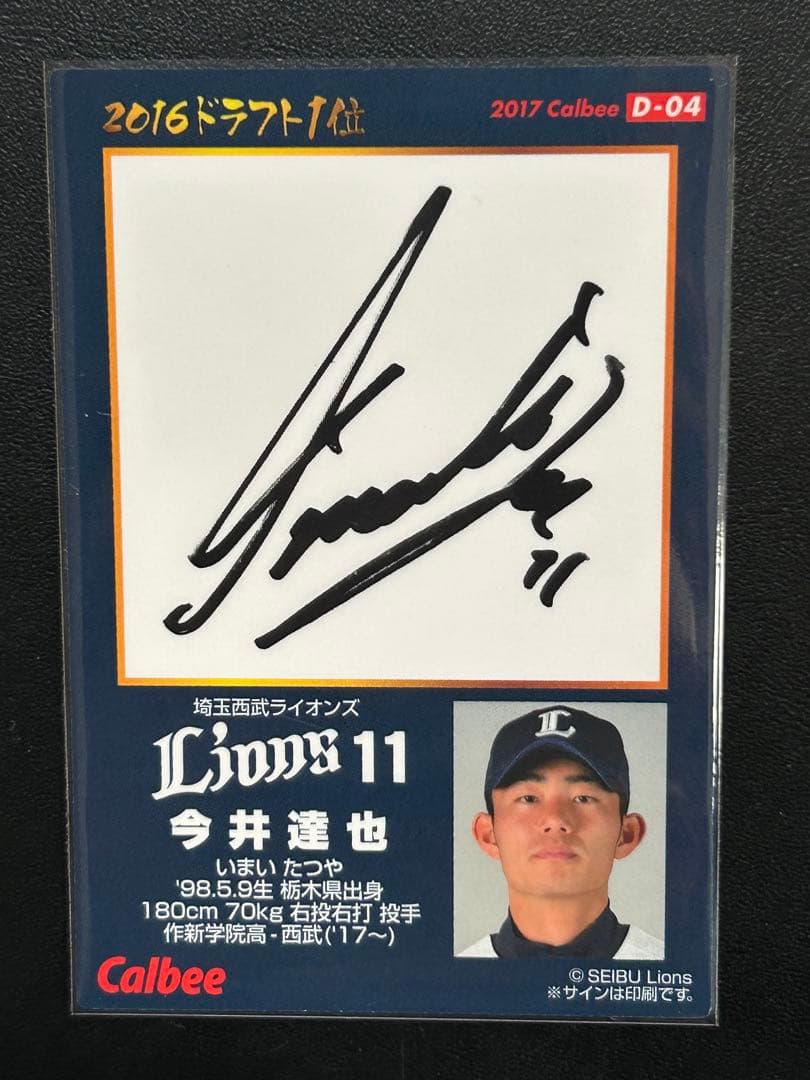 2016ドラフト1位
2017 Calbee D-04
11
埼玉西武ライオンズ
Lions 11
今井達也
いまい たつや
'98.5.9生 栃木県出身
180cm 70kg 右投右打 投手
作新学院高-西武('17〜)
Calbee
© SEIBU Lions
※サインは印刷です。